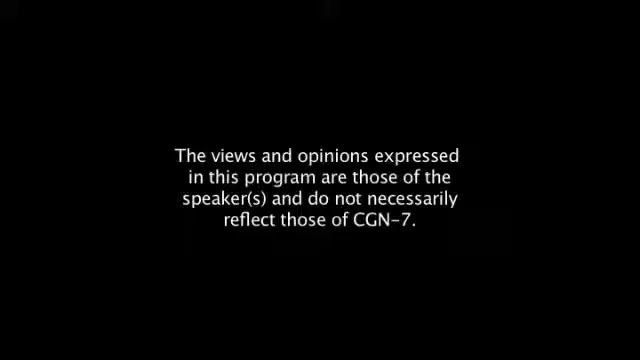 The views and opinions expressed
in this program are those of the
speaker(s) and do not necessarily
reflect those of CGN-7.